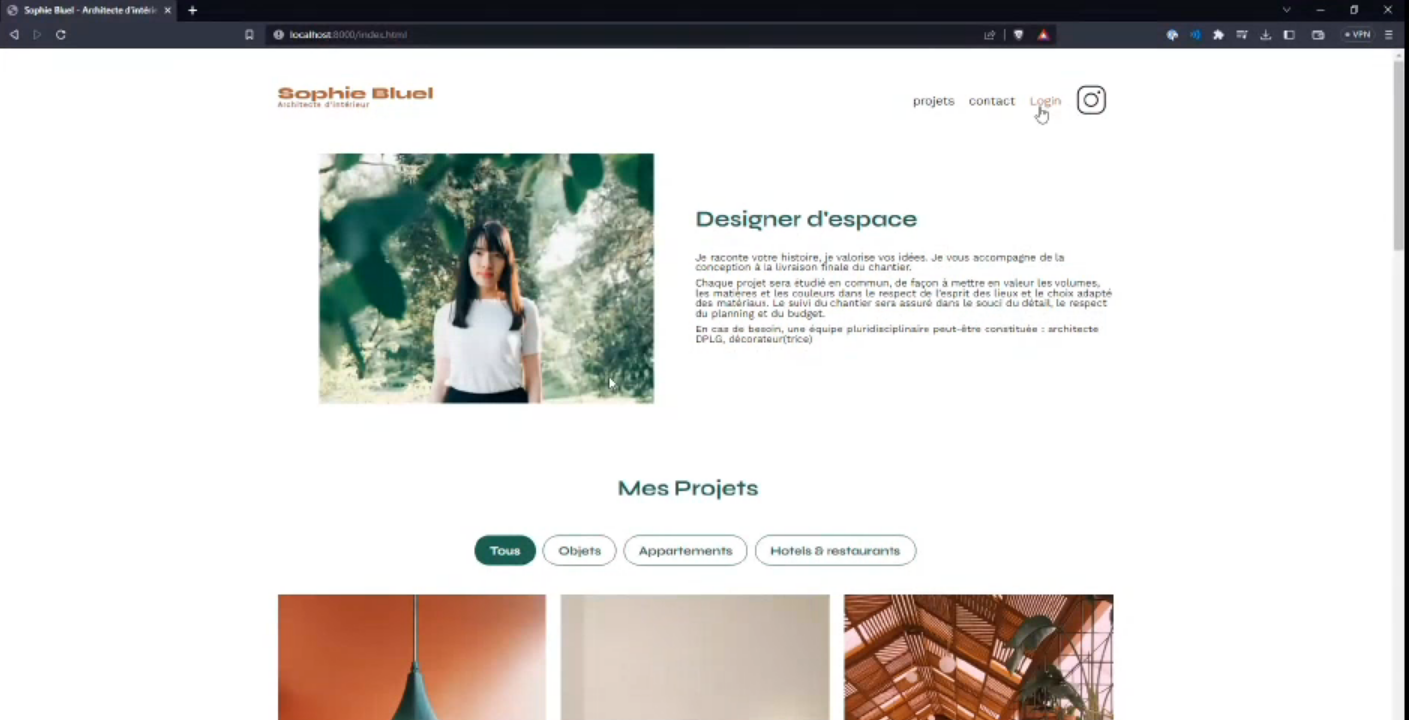 Sophie Bluel - Architecte d'intérie
localhost:8000/index.html
VPN
Sophie Bluel
Architecte d'intérieur
projets contact Login
Designer d'espace
Je raconte votre histoire, je valorise vos idées. Je vous accompagne de la
conception à la livraison finale du chantier.
Chaque projet sera étudié en commun, de façon à mettre en valeur les volumes,
les matières et les couleurs dans le respect de l'esprit des lieux et le choix adapté
des matériaux. Le suivi du chantier sera assuré dans le souci du détail, le respect
du planning et du budget.
En cas de besoin, une équipe pluridisciplinaire peut-être constituée : architecte
DPLG, décorateur(trice)
Mes Projets
Tous Objets Appartements Hotels & restaurants